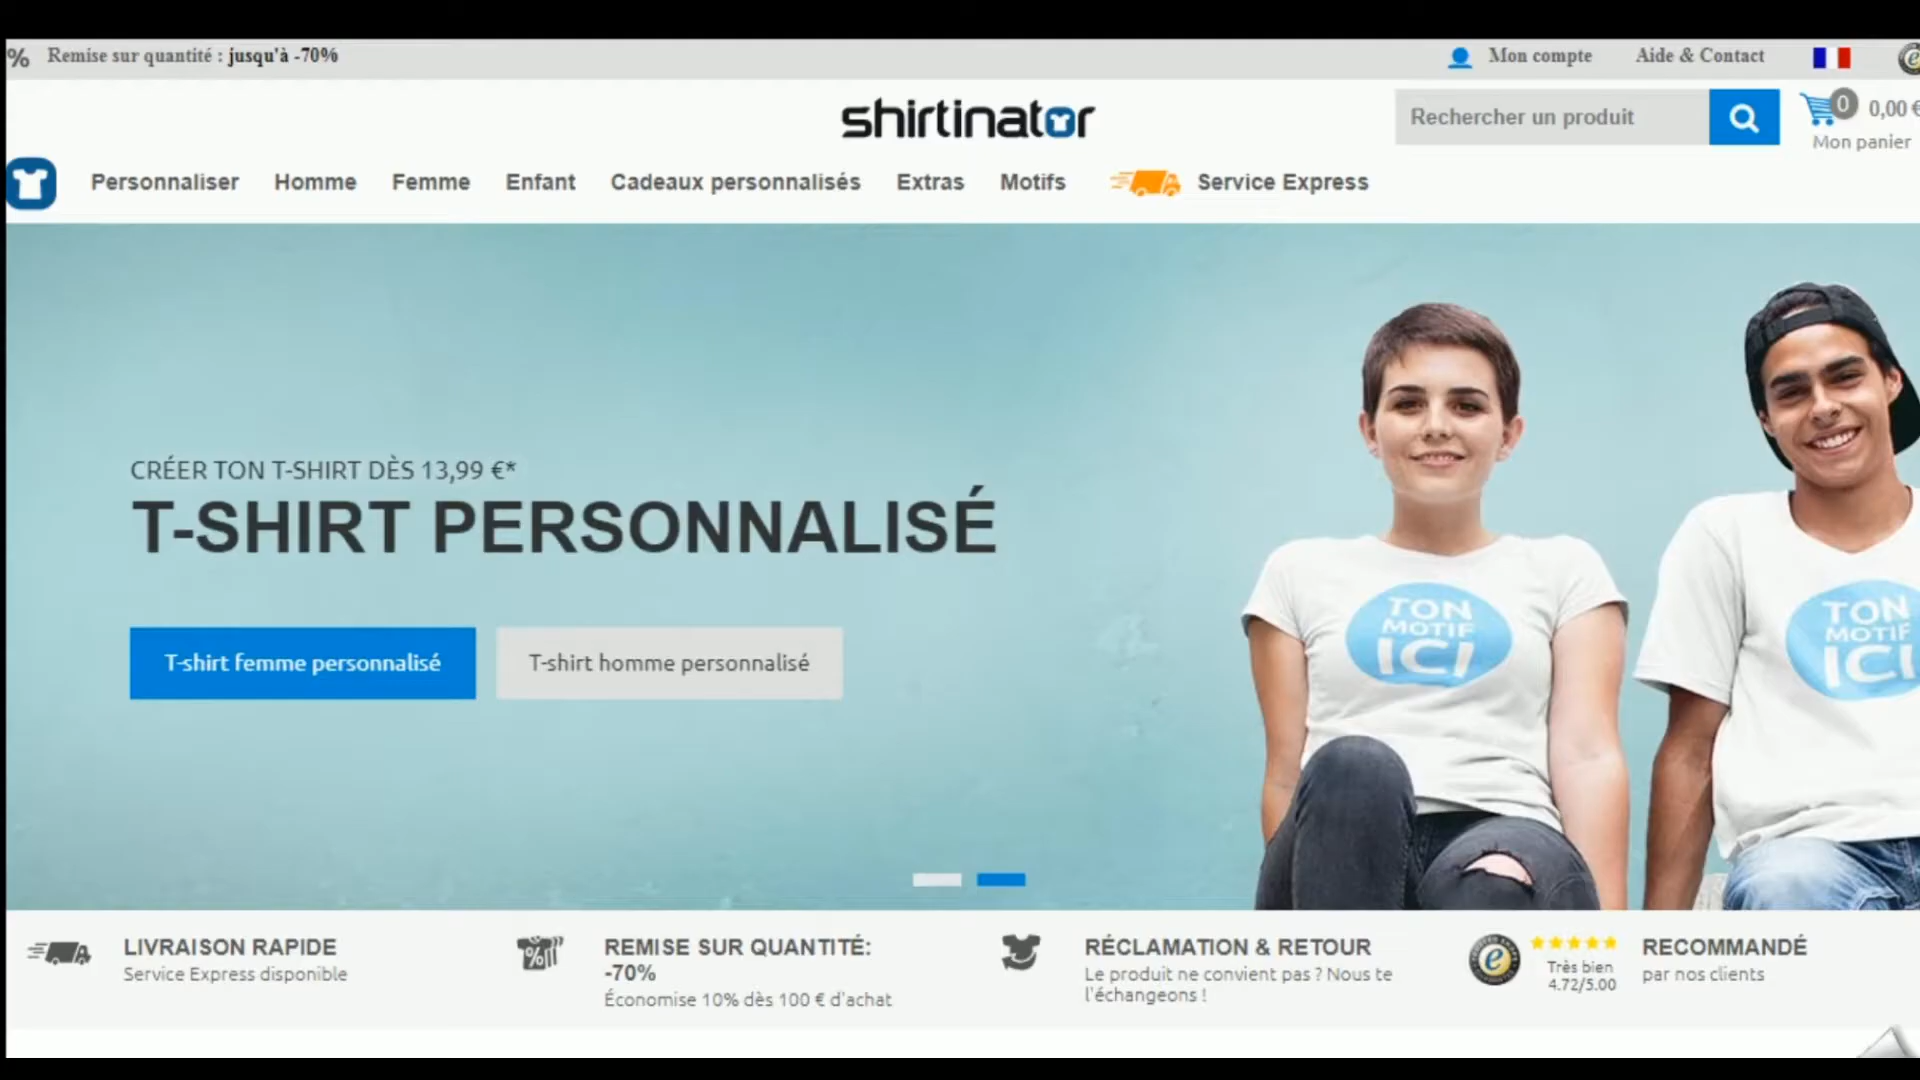 % Remise sur quantité : jusqu'à -70%
Mon compte
Aide & Contact
shirtinator
Rechercher un produit
0
0,00 €
Mon panier
Personnaliser
Homme
Femme
Enfant
Cadeaux personnalisés
Extras
Motifs
Service Express
CRÉER TON T-SHIRT DÈS 13,99 €*
T-SHIRT PERSONNALISÉ
T-shirt femme personnalisé
T-shirt homme personnalisé
TON
MOTIF
ICI
TON
MOTIF
ICI
LIVRAISON RAPIDE
Service Express disponible
REMISE SUR QUANTITÉ:
-70%
Économise 10% dès 100 € d'achat
RÉCLAMATION & RETOUR
Le produit ne convient pas ? Nous te
l'échangeons !
Très bien
4.72/5.00
RECOMMANDÉ
par nos clients